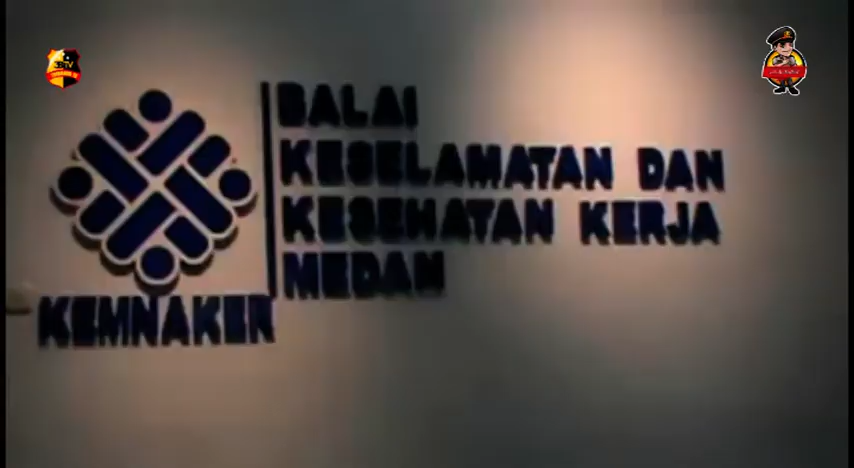 BALAI
KESELAMATAN DAN
KESEHATAN KERJA
MEDAN
KEMNAKER